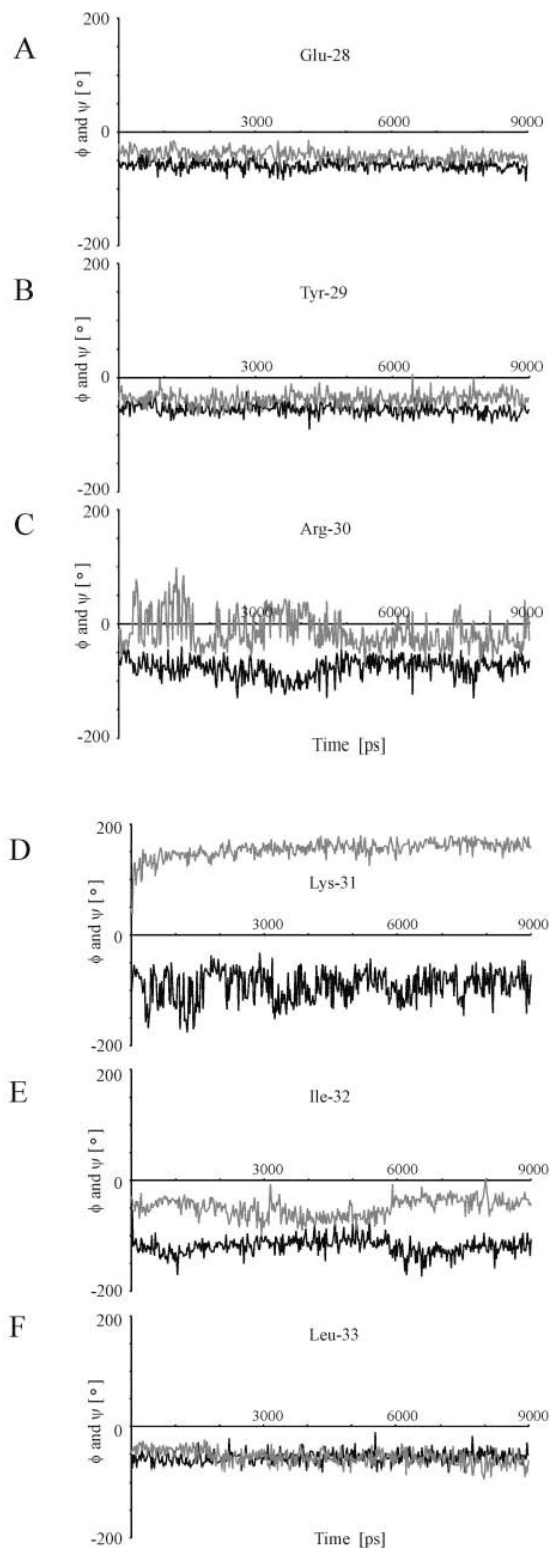 A
200
Glu-28
ϕ and ψ [°]
3000 6000 9000
0
-200
B
200
Tyr-29
ϕ and ψ [°]
3000 6000 9000
0
-200
C
200
Arg-30
ϕ and ψ [°]
3000 6000 9000
0
-200
Time [ps]
D
200
Lys-31
ϕ and ψ [°]
0
3000 6000 9000
-200
E
200
Ile-32
ϕ and ψ [°]
3000 6000 9000
0
-200
F
200
Leu-33
ϕ and ψ [°]
3000 6000 9000
0
-200
Time [ps]